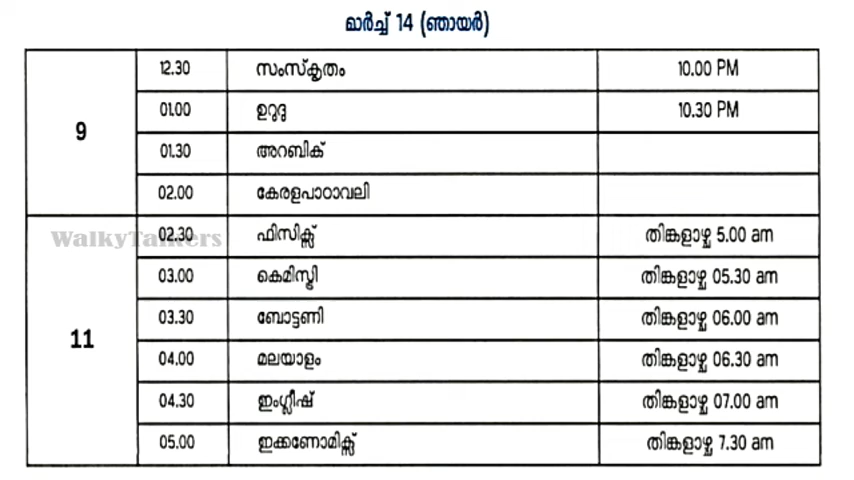 മാർച്ച് 14 (ഞായർ)
9
12.30 സംസ്കൃതം 10.00 PM
01.00 ഉറുദു 10.30 PM
01.30 അറബിക്
02.00 കേരളപാഠാവലി
11
WalkyTalkers
02.30 ഫിസിക്സ് തിങ്കളാഴ്ച 5.00 am
03.00 കെമിസ്ട്രി തിങ്കളാഴ്ച 05.30 am
03.30 ബോട്ടണി തിങ്കളാഴ്ച 06.00 am
04.00 മലയാളം തിങ്കളാഴ്ച 06.30 am
04.30 ഇംഗ്ലീഷ് തിങ്കളാഴ്ച 07.00 am
05.00 ഇക്കണോമിക്സ് തിങ്കളാഴ്ച 7.30 am